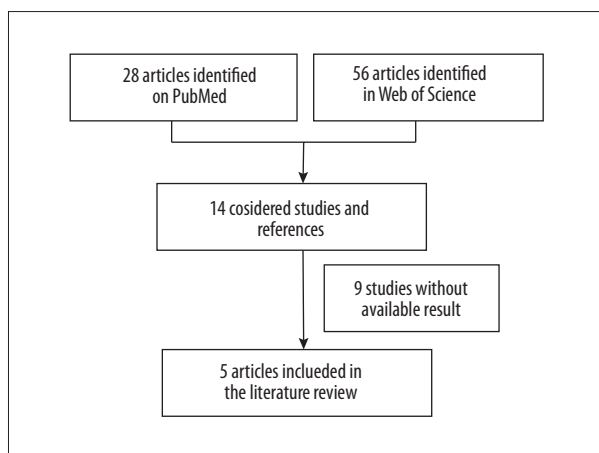 28 articles identified
on PubMed
56 articles identified
in Web of Science
14 cosidered studies and
references
9 studies without
available result
5 articles inclueded in
the literature review